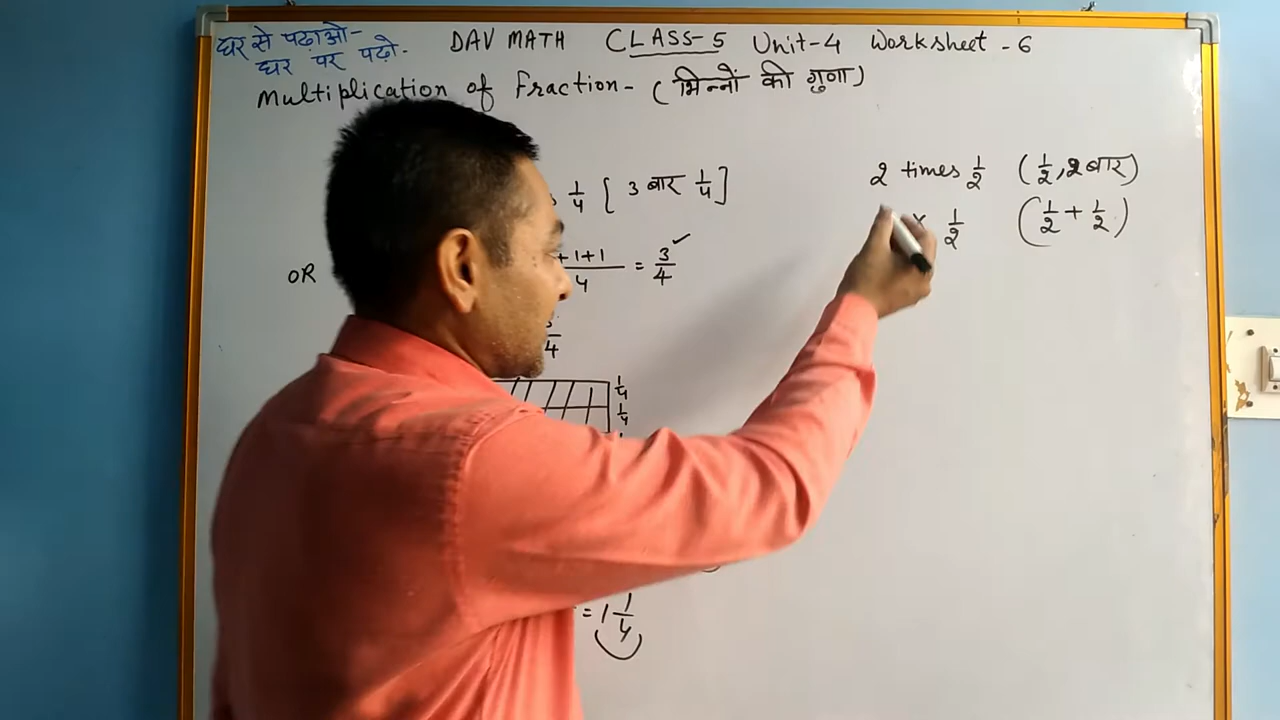 घर से पढाओ-
घर पर पढ़ो.
DAV MATH CLASS-5 Unit-4 Worksheet - 6
Multiplication of Fraction- (भिन्नों की गुणा)
1/4 [ 3 बार 1/4 ]
OR
+1+1/4 = 3/4 ✓
4
1/4
1/4
= 1 1/4
2 times 1/2 (1/2, 2 बार)
× 1/2 (1/2 + 1/2)